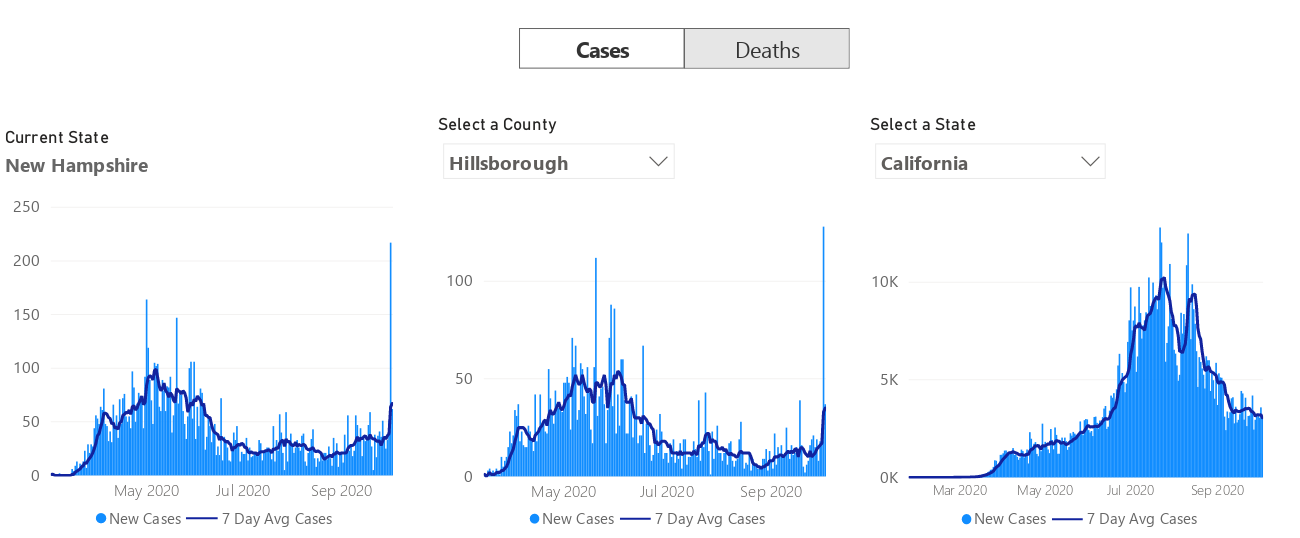 Cases Deaths
Current State
New Hampshire
250
200
150
100
50
0
May 2020 Jul 2020 Sep 2020
New Cases 7 Day Avg Cases
Select a County
Hillsborough
100
50
0
May 2020 Jul 2020 Sep 2020
New Cases 7 Day Avg Cases
Select a State
California
10K
5K
0K
Mar 2020 May 2020 Jul 2020 Sep 2020
New Cases 7 Day Avg Cases